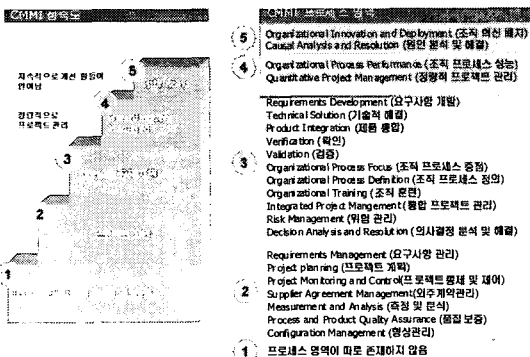 CMMI 항목도
5
지속적으로 개선 활동이
일어남
4
정량적으로
프로젝트 관리
3
2
1
CMMI 프로세스 영역
5
Organizational Innovation and Deployment (조직 혁신 배치)
Causal Analysis and Resolution (원인 분석 및 해결)
4
Organizational Process Performance (조직 프로세스 성능)
Quantitative Project Management (정량적 프로젝트 관리)
3
Requirements Development (요구사항 개발)
Technical Solution (기술적 해결)
Product Integration (제품 통합)
Verification (확인)
Validation (검증)
Organizational Process Focus (조직 프로세스 중점)
Organizational Process Definition (조직 프로세스 정의)
Organizational Training (조직 훈련)
Integrated Project Mangement (통합 프로젝트 관리)
Risk Management (위험 관리)
Decision Analysis and Resolution (의사결정 분석 및 해결)
2
Requirements Management (요구사항 관리)
Project planning (프로젝트 계획)
Project Monitoring and Control(프로젝트통제 및 제어)
Supplier Agreement Management(외주계약관리)
Measurement and Analysis (측정 및 분석)
Process and Product Quality Assurance (품질 보증)
Configuration Management (형상관리)
1
프로세스 영역이 따로 존재하지 않음